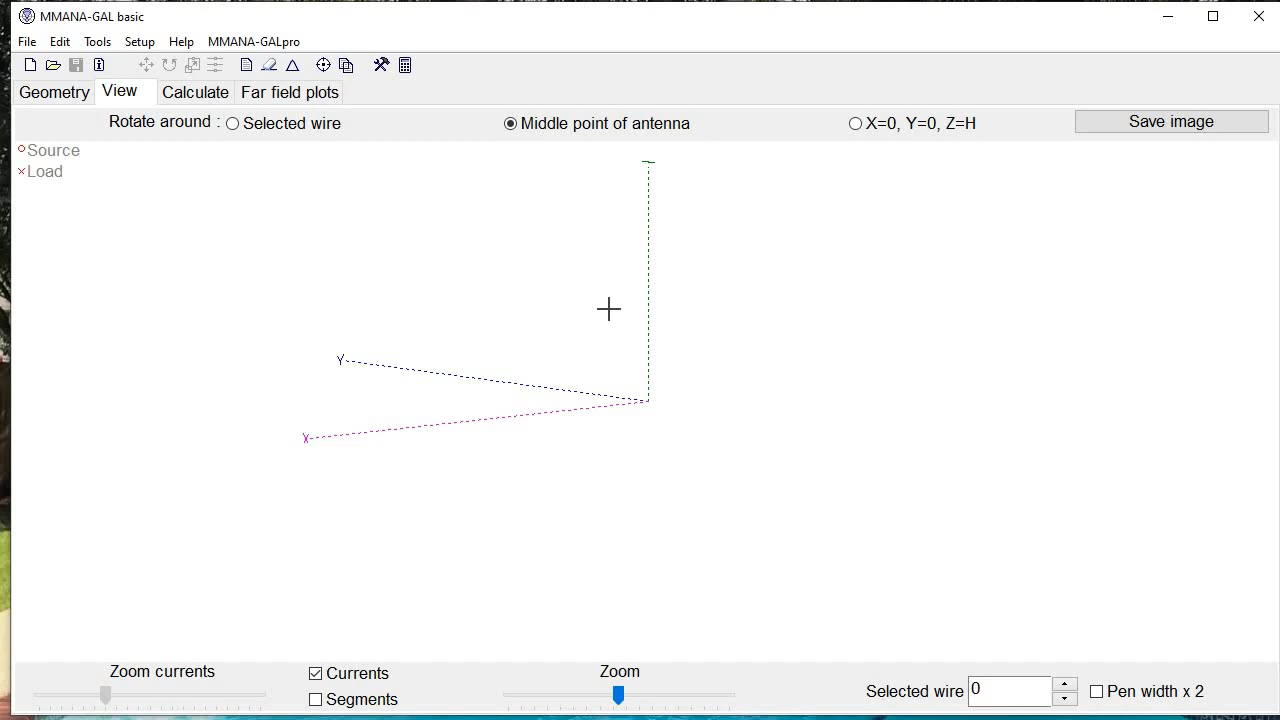 MMANA-GAL basic
File Edit Tools Setup Help MMANA-GALpro
Geometry View Calculate Far field plots
Rotate around : Selected wire Middle point of antenna X=0, Y=0, Z=H Save image
Source
Load
Y
X
Zoom currents Currents Zoom
Segments Selected wire 0 Pen width x 2